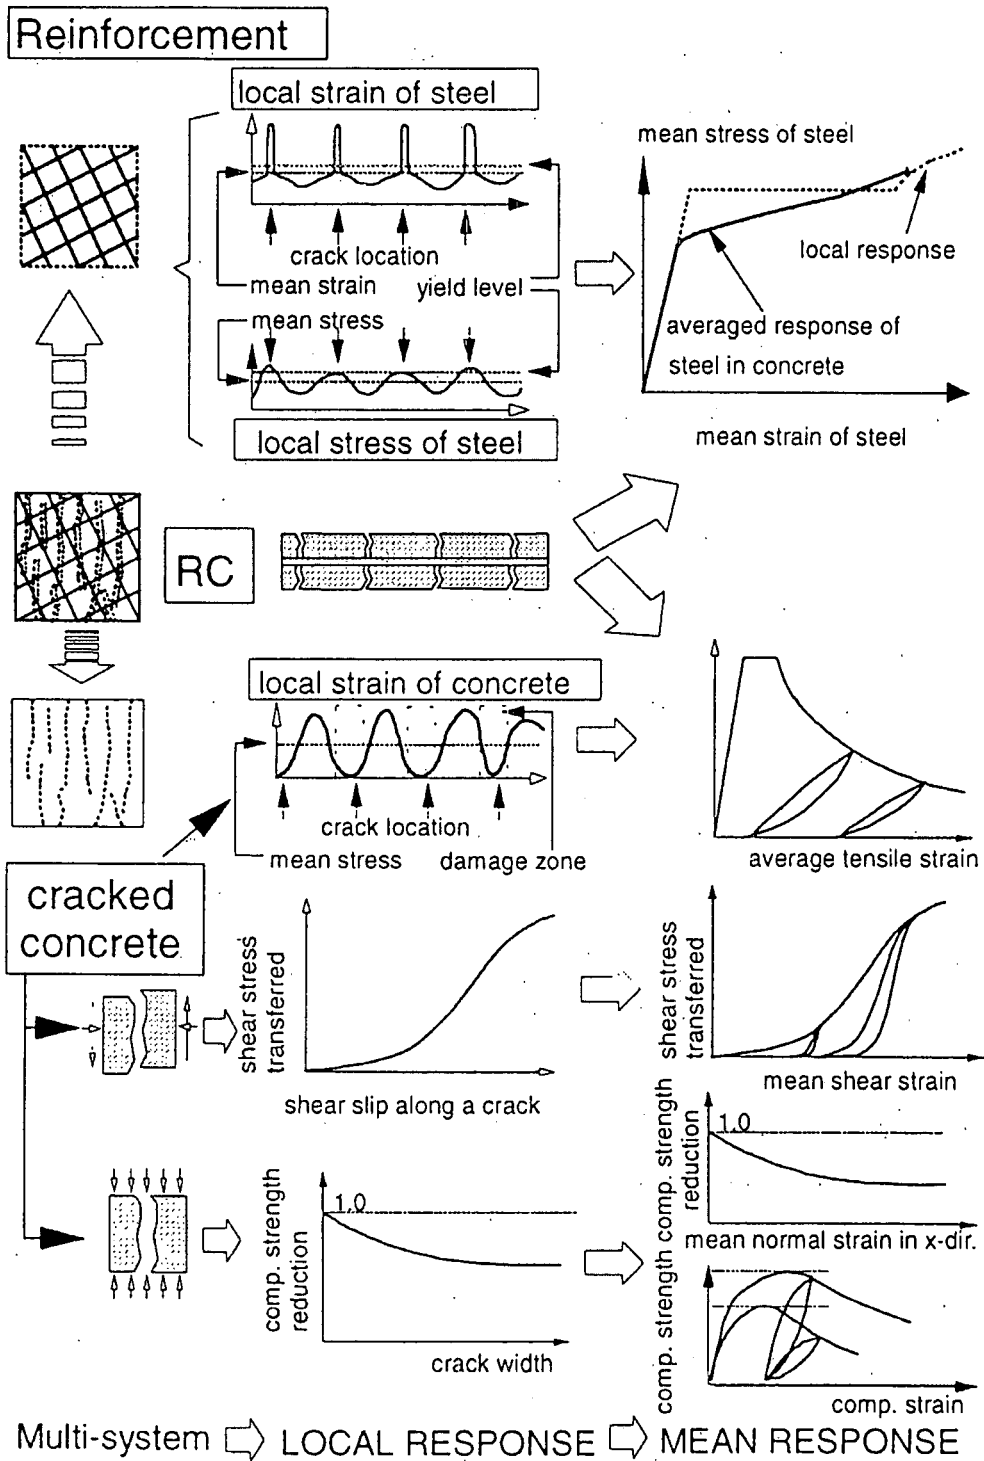 Reinforcement
local strain of steel
crack location
mean strain
yield level
mean stress
local stress of steel
mean stress of steel
local response
averaged response of
steel in concrete
mean strain of steel
RC
local strain of concrete
crack location
mean stress
damage zone
average tensile strain
cracked
concrete
shear stress
transferred
shear slip along a crack
shear stress
transferred
mean shear strain
comp. strength
reduction
1.0
crack width
comp. strength
reduction
1.0
mean normal strain in x-dir.
comp. strength
comp. strain
Multi-system
LOCAL RESPONSE
MEAN RESPONSE